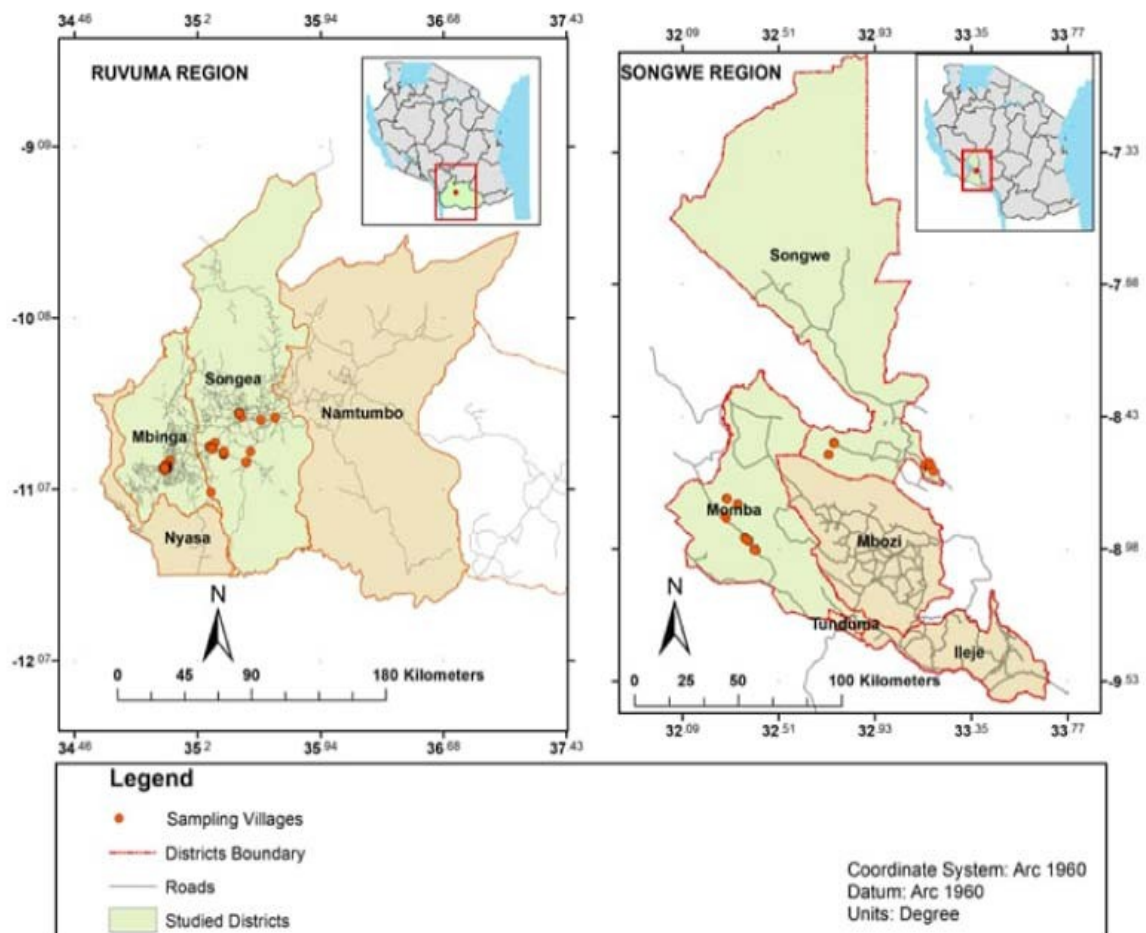 34.46 35.2 35.94 36.68 37.43
RUVUMA REGION
-9.09
-10.08
-11.07
-12.07
Songea
Mbinga
Namtumbo
Nyasa
N
0 45 90 180 Kilometers
34.46 35.2 35.94 36.68 37.43
32.09 32.51 32.93 33.35 33.77
SONGWE REGION
-7.33
-7.88
-8.43
-8.98
-9.53
Songwe
Momba
Mbozi
Tunduma
Ileje
N
0 25 50 100 Kilometers
32.09 32.51 32.93 33.35 33.77
Legend
Sampling Villages
Districts Boundary
Roads
Studied Districts
Coordinate System: Arc 1960
Datum: Arc 1960
Units: Degree